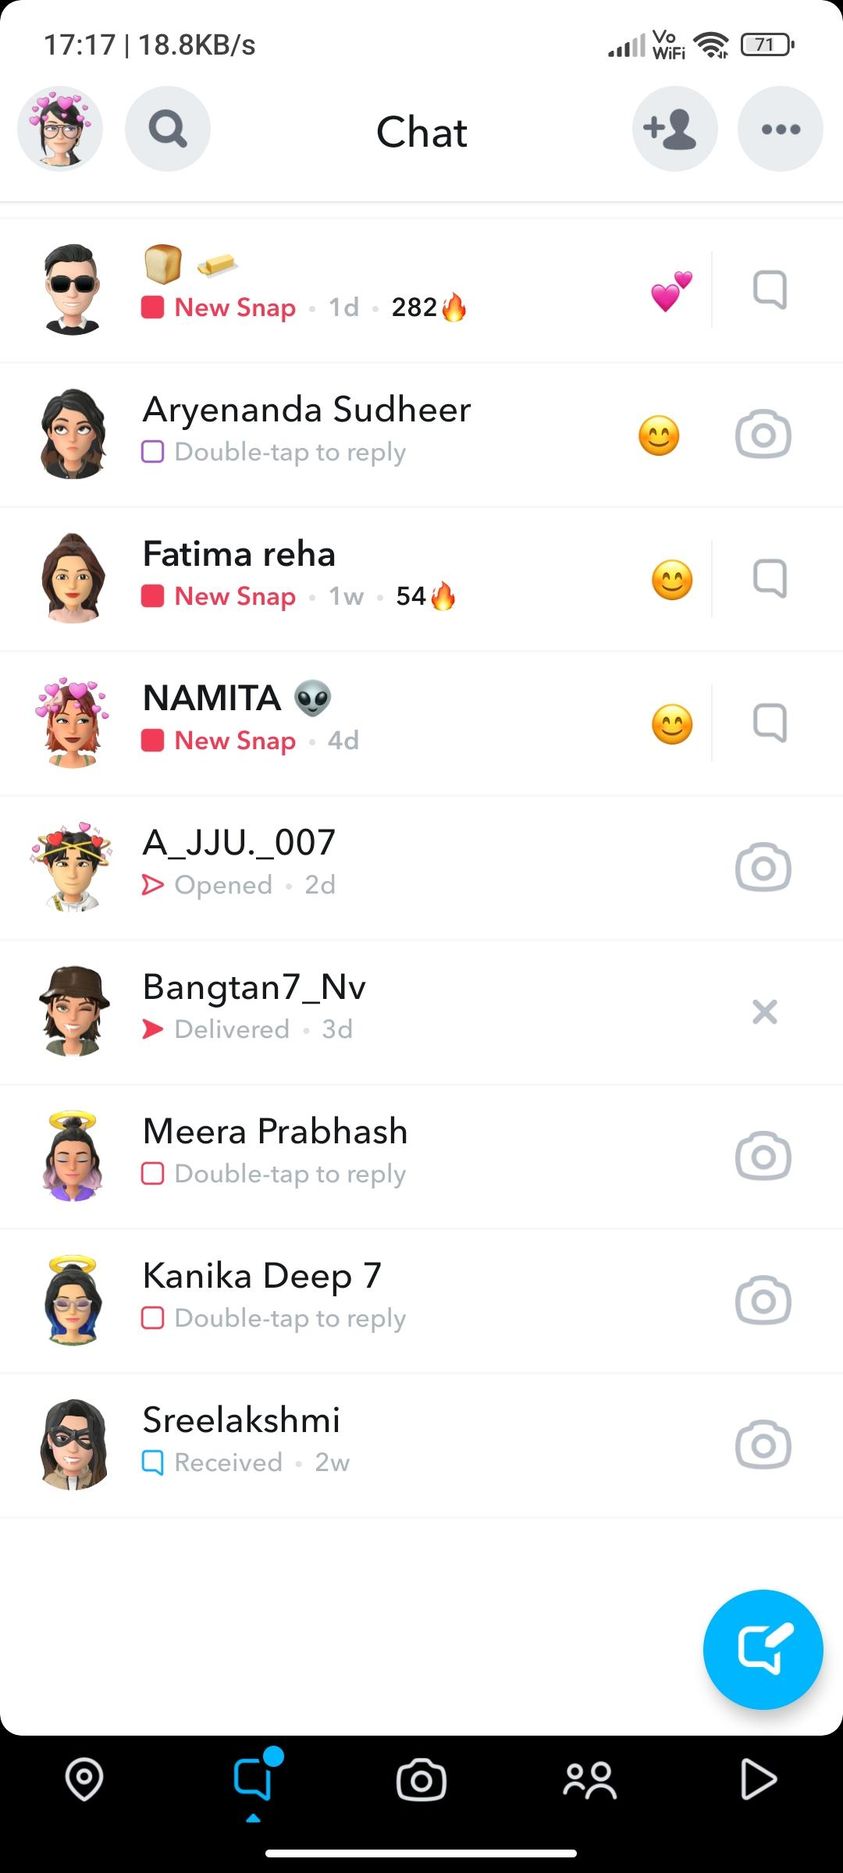 17:17 | 18.8KB/s Vo WiFi 71
Chat
🍞 🧈
New Snap • 1d • 282🔥 💕
Aryenanda Sudheer
Double-tap to reply 😊
Fatima reha
New Snap • 1w • 54🔥 😊
NAMITA 👽
New Snap • 4d 😊
A_JJU._007
Opened • 2d
Bangtan7_Nv
Delivered • 3d
Meera Prabhash
Double-tap to reply
Kanika Deep 7
Double-tap to reply
Sreelakshmi
Received • 2w